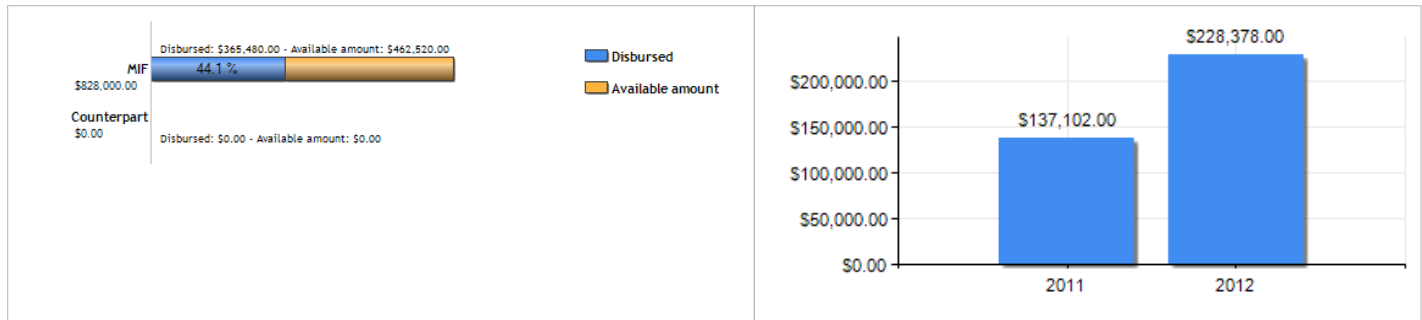 Disbursed: $365,480.00 - Available amount: $462,520.00
MIF
44.1 %
$828,000.00
Counterpart
$0.00
Disbursed: $0.00 - Available amount: $0.00
Disbursed
Available amount
$228,378.00
$200,000.00
$137,102.00
$150,000.00
$100,000.00
$50,000.00
$0.00
2011 2012